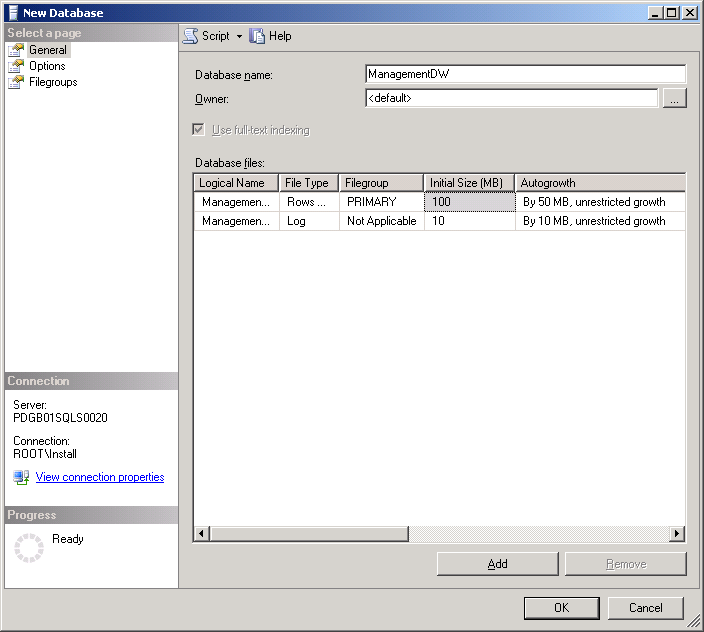 New Database
Select a page
General
Options
Filegroups
Script Help
Database name: ManagementDW
Owner: <default> ...
Use full-text indexing
Database files:
Logical Name File Type Filegroup Initial Size (MB) Autogrowth
Managemen... Rows ... PRIMARY 100 By 50 MB, unrestricted growth
Managemen... Log Not Applicable 10 By 10 MB, unrestricted growth
Connection
Server:
PDGB01SQLS0020
Connection:
ROOT\Install
View connection properties
Progress
Ready
Add Remove
OK Cancel